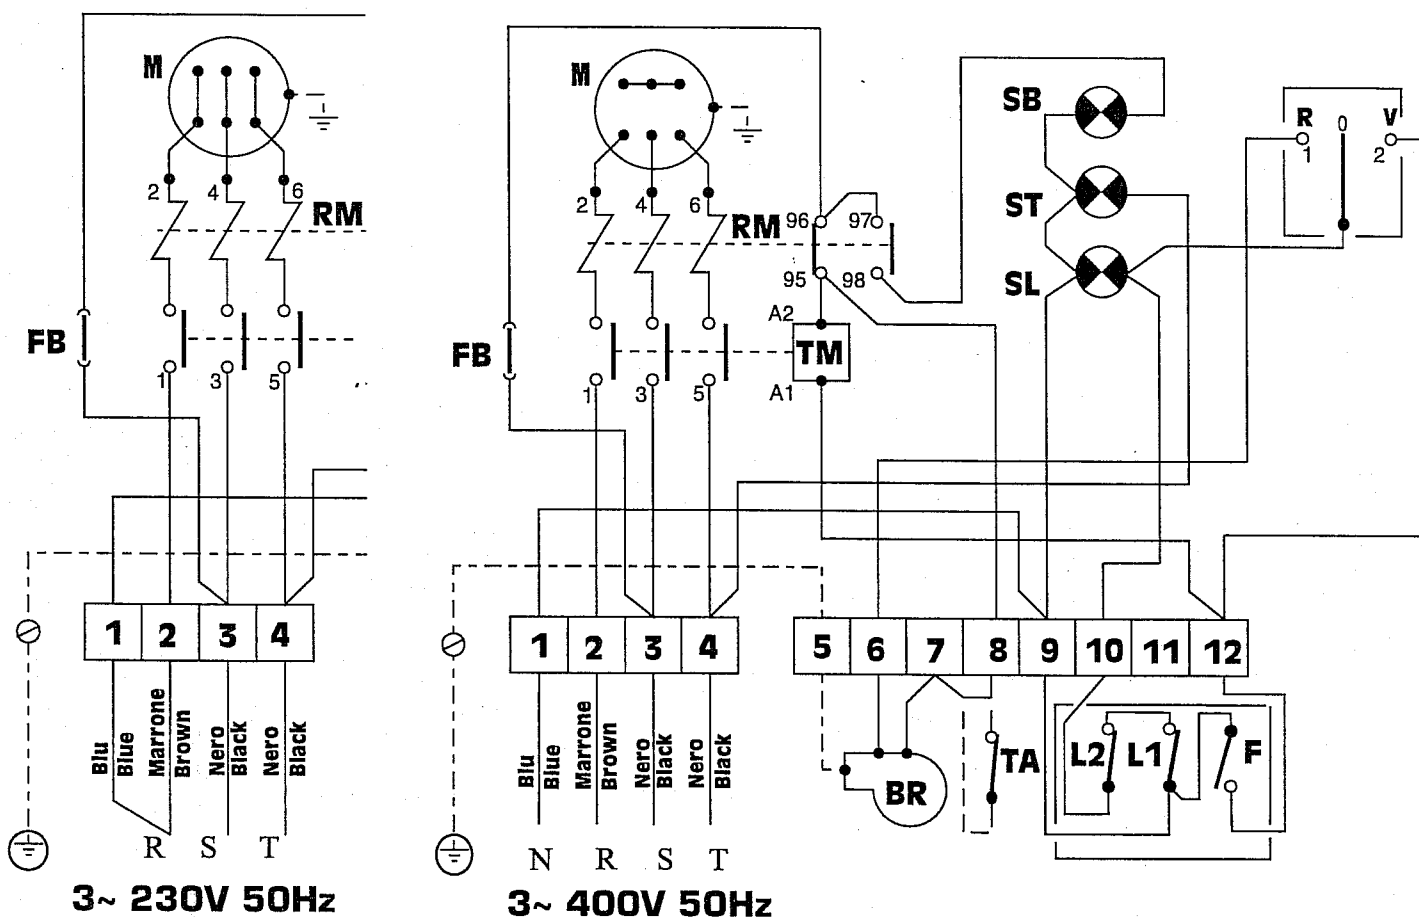 M
2 4 6
RM
FB
1 3 5
1 2 3 4
Blu
Blue
Marrone
Brown
Nero
Black
Nero
Black
R S T
3~ 230V 50Hz
M
2 4 6
RM
96 97
95 98
A2
TM
A1
FB
1 3 5
SB
ST
SL
R 0 V
1 2
1 2 3 4
5 6 7 8 9 10 11 12
Blu
Blue
Marrone
Brown
Nero
Black
Nero
Black
BR
TA
L2 L1 F
N R S T
3~ 400V 50Hz